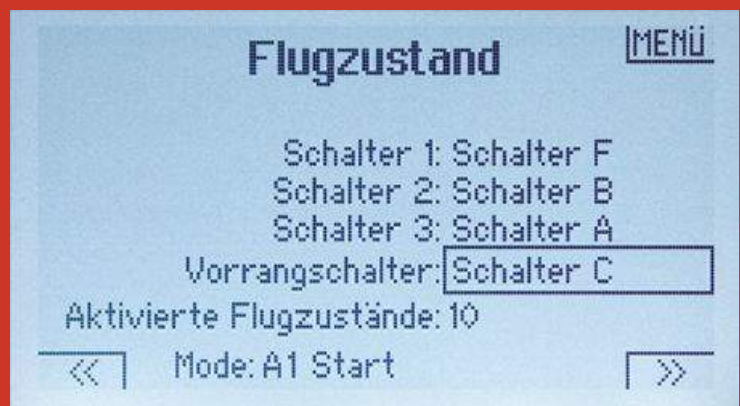 Flugzustand
MENÜ
Schalter 1: Schalter F
Schalter 2: Schalter B
Schalter 3: Schalter A
Vorrangschalter: Schalter C
Aktivierte Flugzustände: 10
<< Mode: A1 Start >>